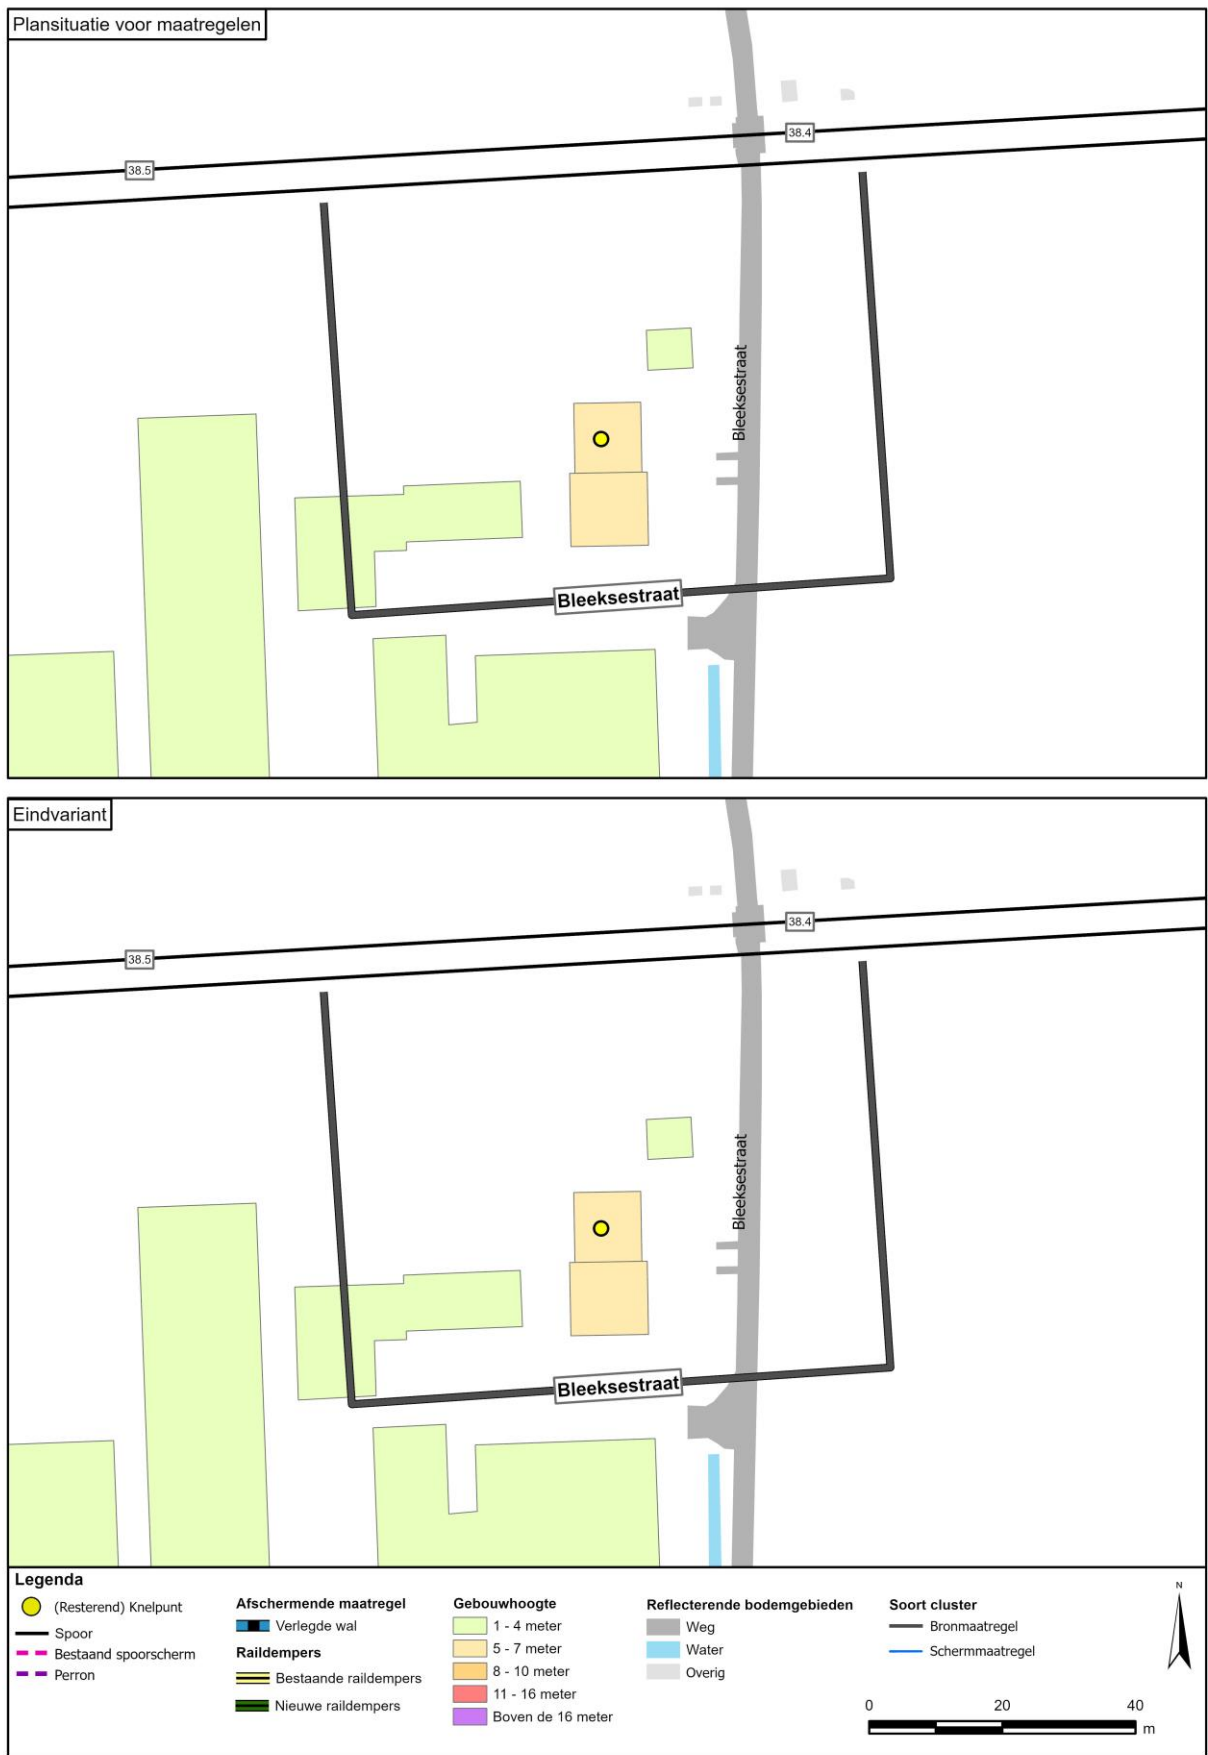 Plansituatie voor maatregelen
38.4
38.5
Bleeksestraat
Bleeksestraat
Eindvariant
38.4
38.5
Bleeksestraat
Bleeksestraat
Legenda
(Resterend) Knelpunt
Spoor
Bestaand spoorscherm
Perron
Afschermende maatregel
Verlegde wal
Raildempers
Bestaande raildempers
Nieuwe raildempers
Gebouwhoogte
1 - 4 meter
5 - 7 meter
8 - 10 meter
11 - 16 meter
Boven de 16 meter
Reflecterende bodemgebieden
Weg
Water
Overig
Soort cluster
Bronmaatregel
Schermmaatregel
N
0 20 40
m